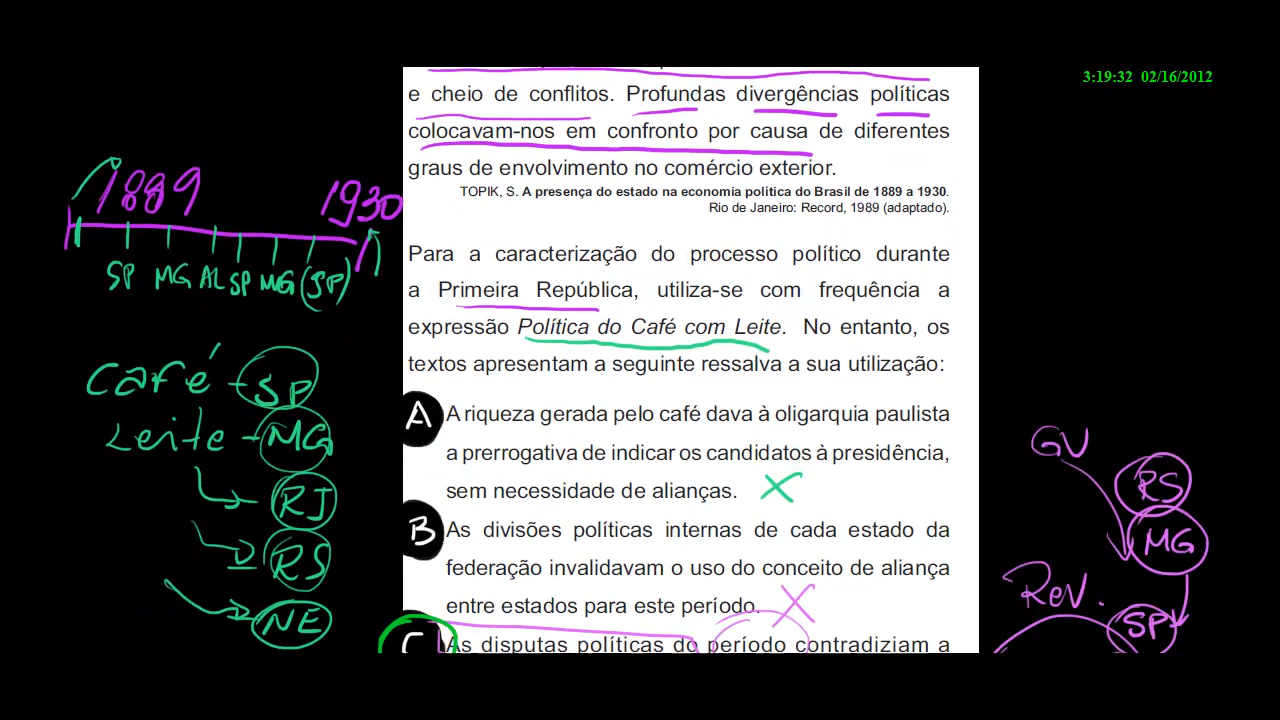 3:19:32 02/16/2012
e cheio de conflitos. Profundas divergências políticas
colocavam-nos em confronto por causa de diferentes
graus de envolvimento no comércio exterior.
TOPIK, S. A presença do estado na economia política do Brasil de 1889 a 1930.
Rio de Janeiro: Record, 1989 (adaptado).
Para a caracterização do processo político durante
a Primeira República, utiliza-se com frequência a
expressão Política do Café com Leite. No entanto, os
textos apresentam a seguinte ressalva a sua utilização:
A A riqueza gerada pelo café dava à oligarquia paulista
a prerrogativa de indicar os candidatos à presidência,
sem necessidade de alianças.
B As divisões políticas internas de cada estado da
federação invalidavam o uso do conceito de aliança
entre estados para este período.
C As disputas políticas do período contradiziam a
1889 1930
SP MG AL SP MG (SP)
Café - SP
Leite - MG
RJ
RS
NE
GV
RS
MG
Rev.
SP